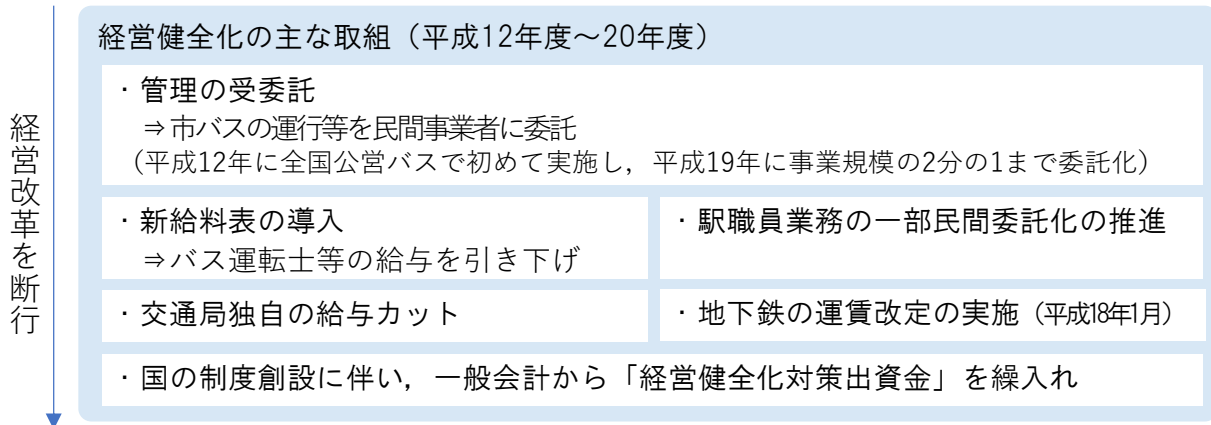 経営改革を断行
経営健全化の主な取組（平成12年度～20年度）
・管理の受委託
⇒市バスの運行等を民間事業者に委託
（平成12年に全国公営バスで初めて実施し，平成19年に事業規模の2分の1まで委託化）
・新給料表の導入
⇒バス運転士等の給与を引き下げ
・駅職員業務の一部民間委託化の推進
・交通局独自の給与カット
・地下鉄の運賃改定の実施（平成18年1月）
・国の制度創設に伴い，一般会計から「経営健全化対策出資金」を繰入れ